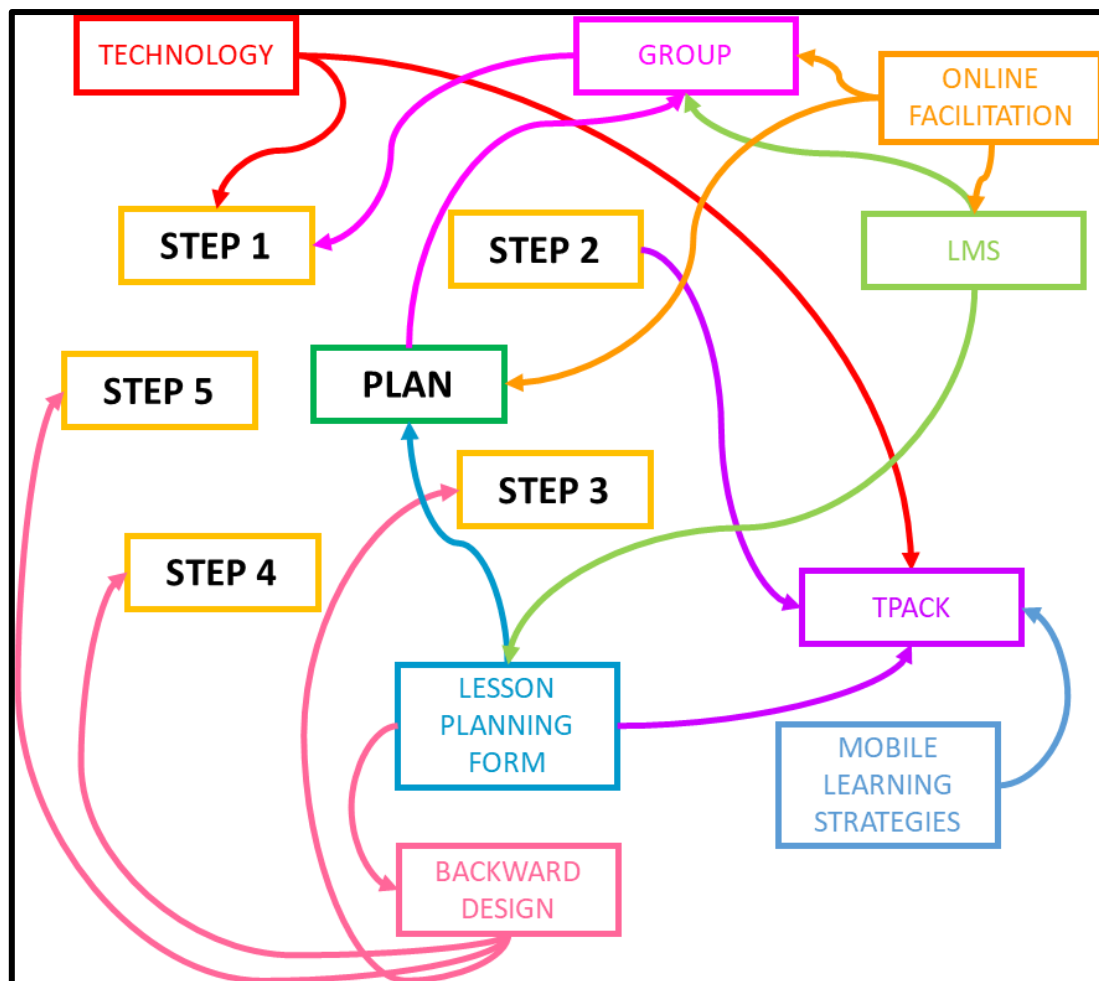 TECHNOLOGY
GROUP
ONLINE
FACILITATION
STEP 1
STEP 2
LMS
STEP 5
PLAN
STEP 3
STEP 4
TPACK
LESSON
PLANNING
FORM
MOBILE
LEARNING
STRATEGIES
BACKWARD
DESIGN